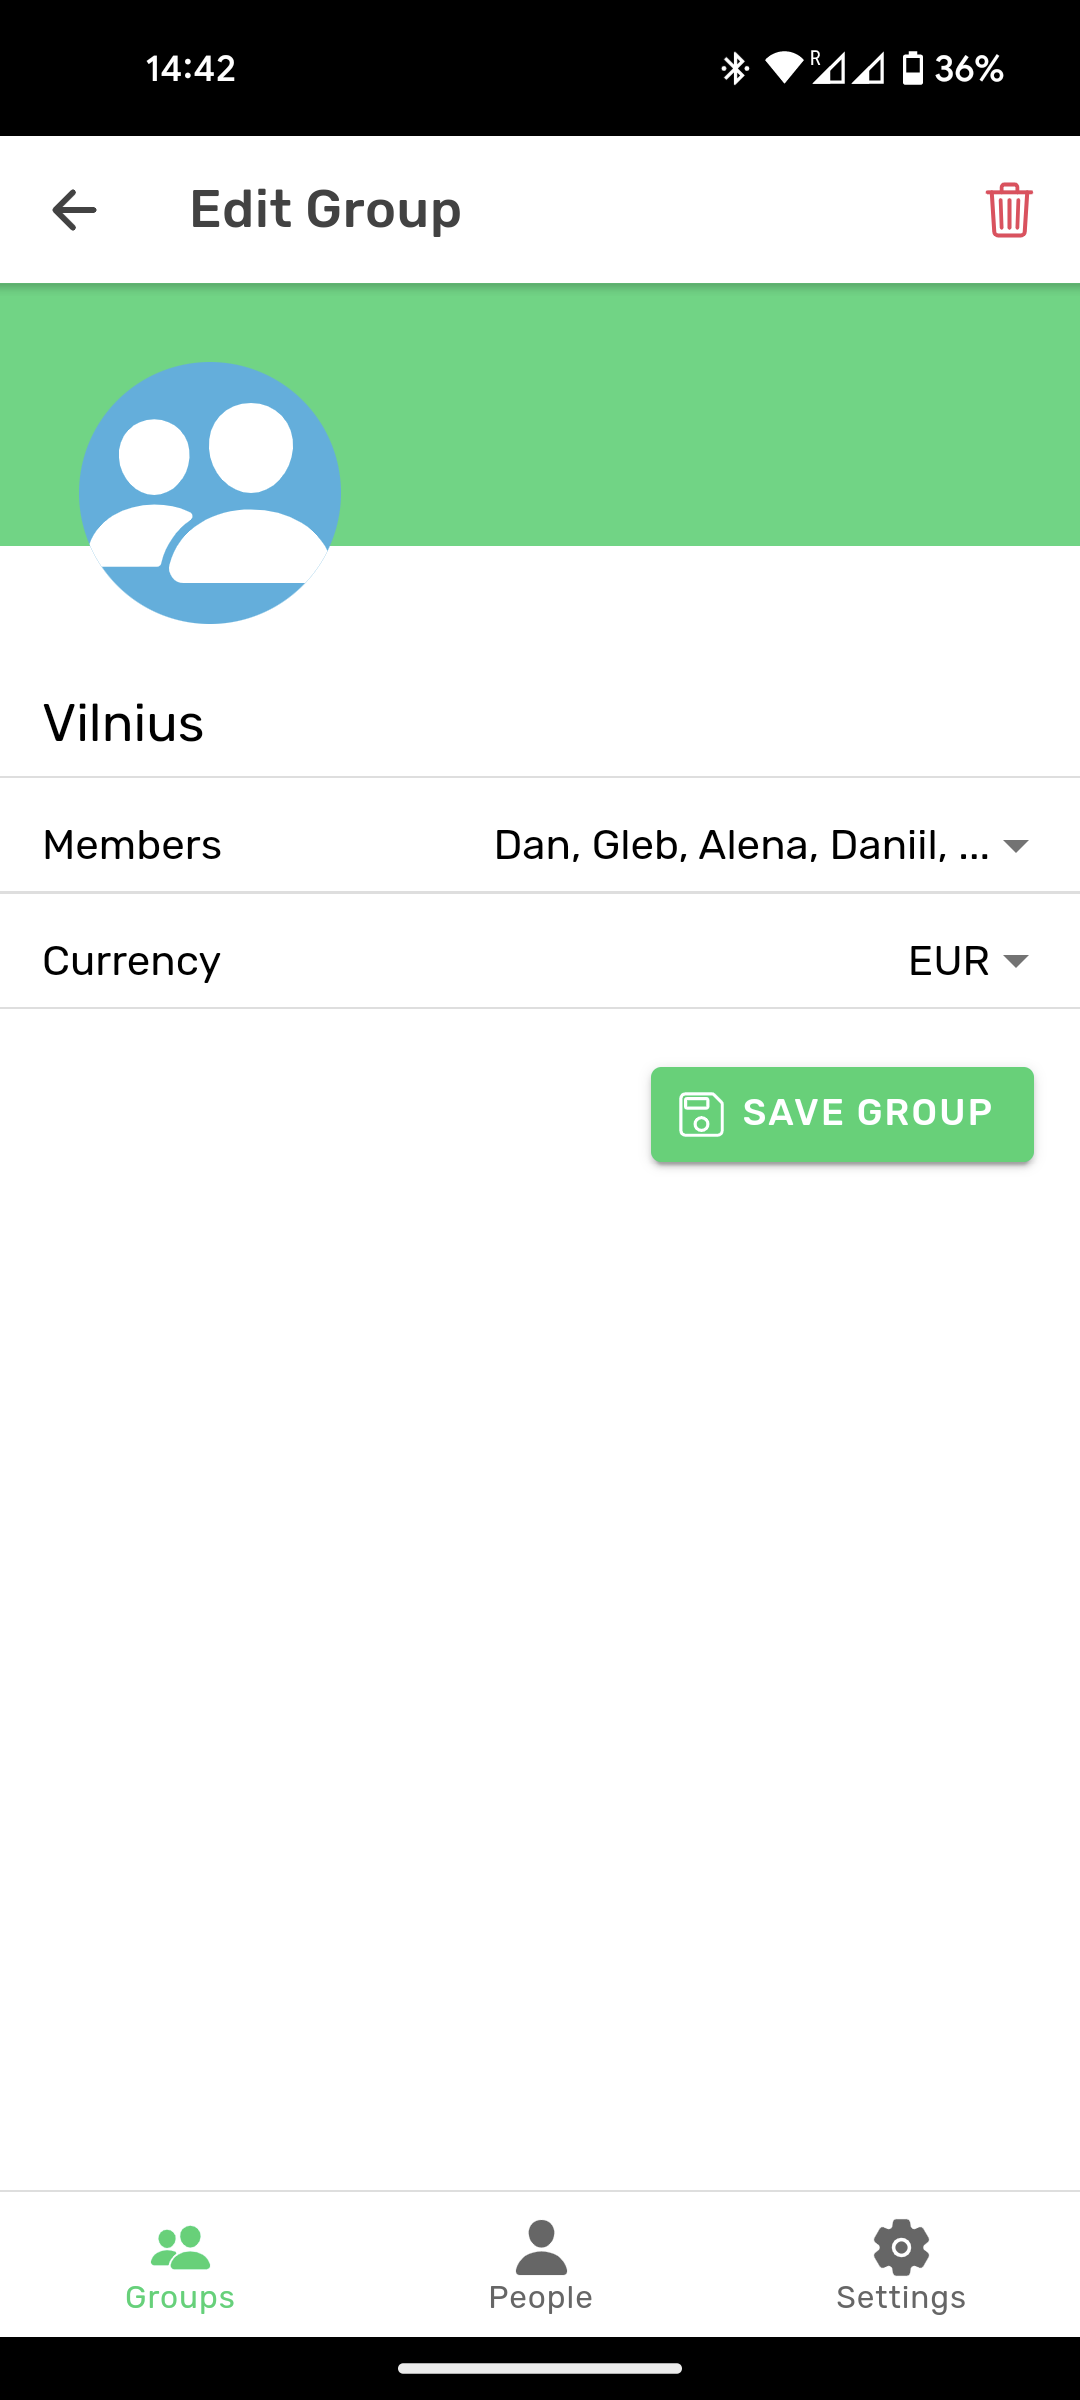 14:42 R 36%
Edit Group
Vilnius
Members Dan, Gleb, Alena, Daniil, ...
Currency EUR
SAVE GROUP
Groups People Settings